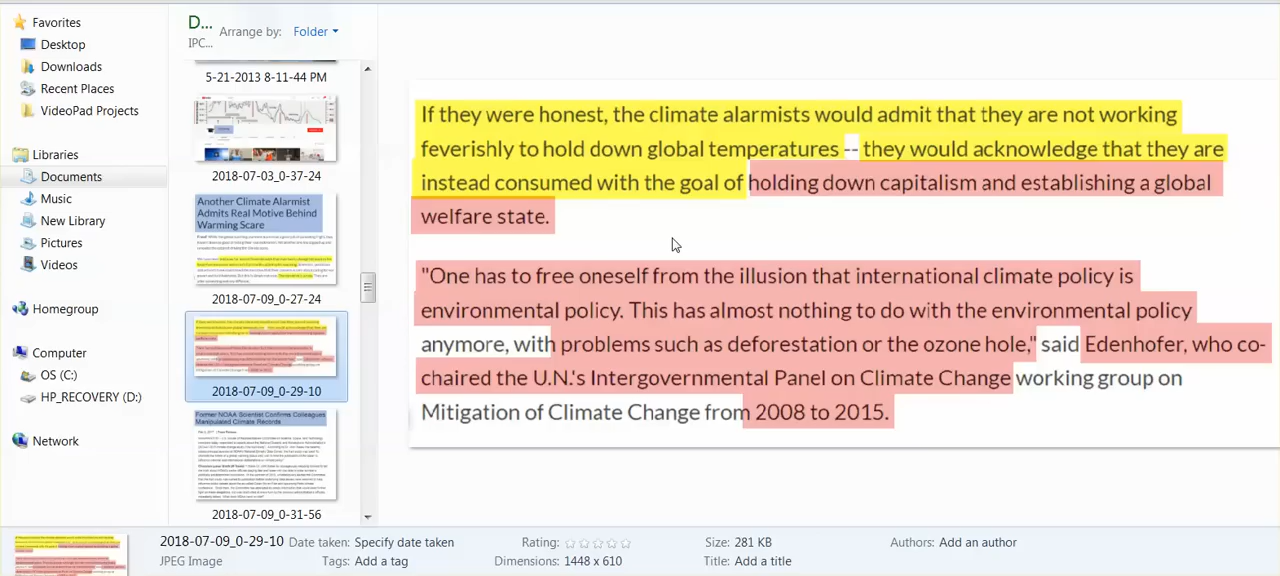 Favorites
Desktop
Downloads
Recent Places
VideoPad Projects
Libraries
Documents
Music
New Library
Pictures
Videos
Homegroup
Computer
OS (C:)
HP_RECOVERY (D:)
Network
D...
IPC...
Arrange by: Folder
5-21-2013 8-11-44 PM
2018-07-03_0-37-24
Another Climate Alarmist
Admits Real Motive Behind
Warming Scare
2018-07-09_0-27-24
2018-07-09_0-29-10
Former NOAA Scientist Confirms Colleagues
Manipulated Climate Records
2018-07-09_0-31-56
If they were honest, the climate alarmists would admit that they are not working
feverishly to hold down global temperatures -- they would acknowledge that they are
instead consumed with the goal of holding down capitalism and establishing a global
welfare state.
"One has to free oneself from the illusion that international climate policy is
environmental policy. This has almost nothing to do with the environmental policy
anymore, with problems such as deforestation or the ozone hole," said Edenhofer, who co-
chaired the U.N.'s Intergovernmental Panel on Climate Change working group on
Mitigation of Climate Change from 2008 to 2015.
2018-07-09_0-29-10 Date taken: Specify date taken Rating: Size: 281 KB Authors: Add an author
JPEG Image Tags: Add a tag Dimensions: 1448 x 610 Title: Add a title